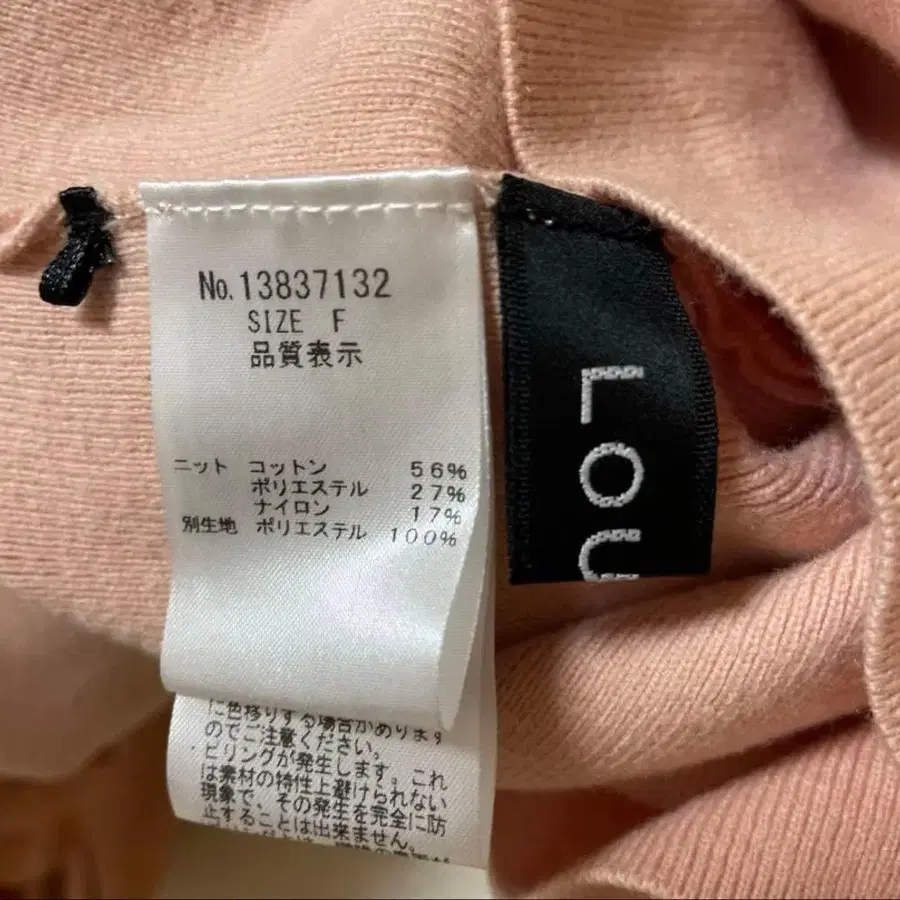 No.13837132
SIZE F
品質表示
ニット コットン 56%
ポリエステル 27%
ナイロン 17%
別生地 ポリエステル 100%
に色移りする場合があります
のでご注意ください。
ピリングが発生します。これ
は素材の特性上避けられない
現象で、その発生を完全に防
止することは出来ません。
LOU